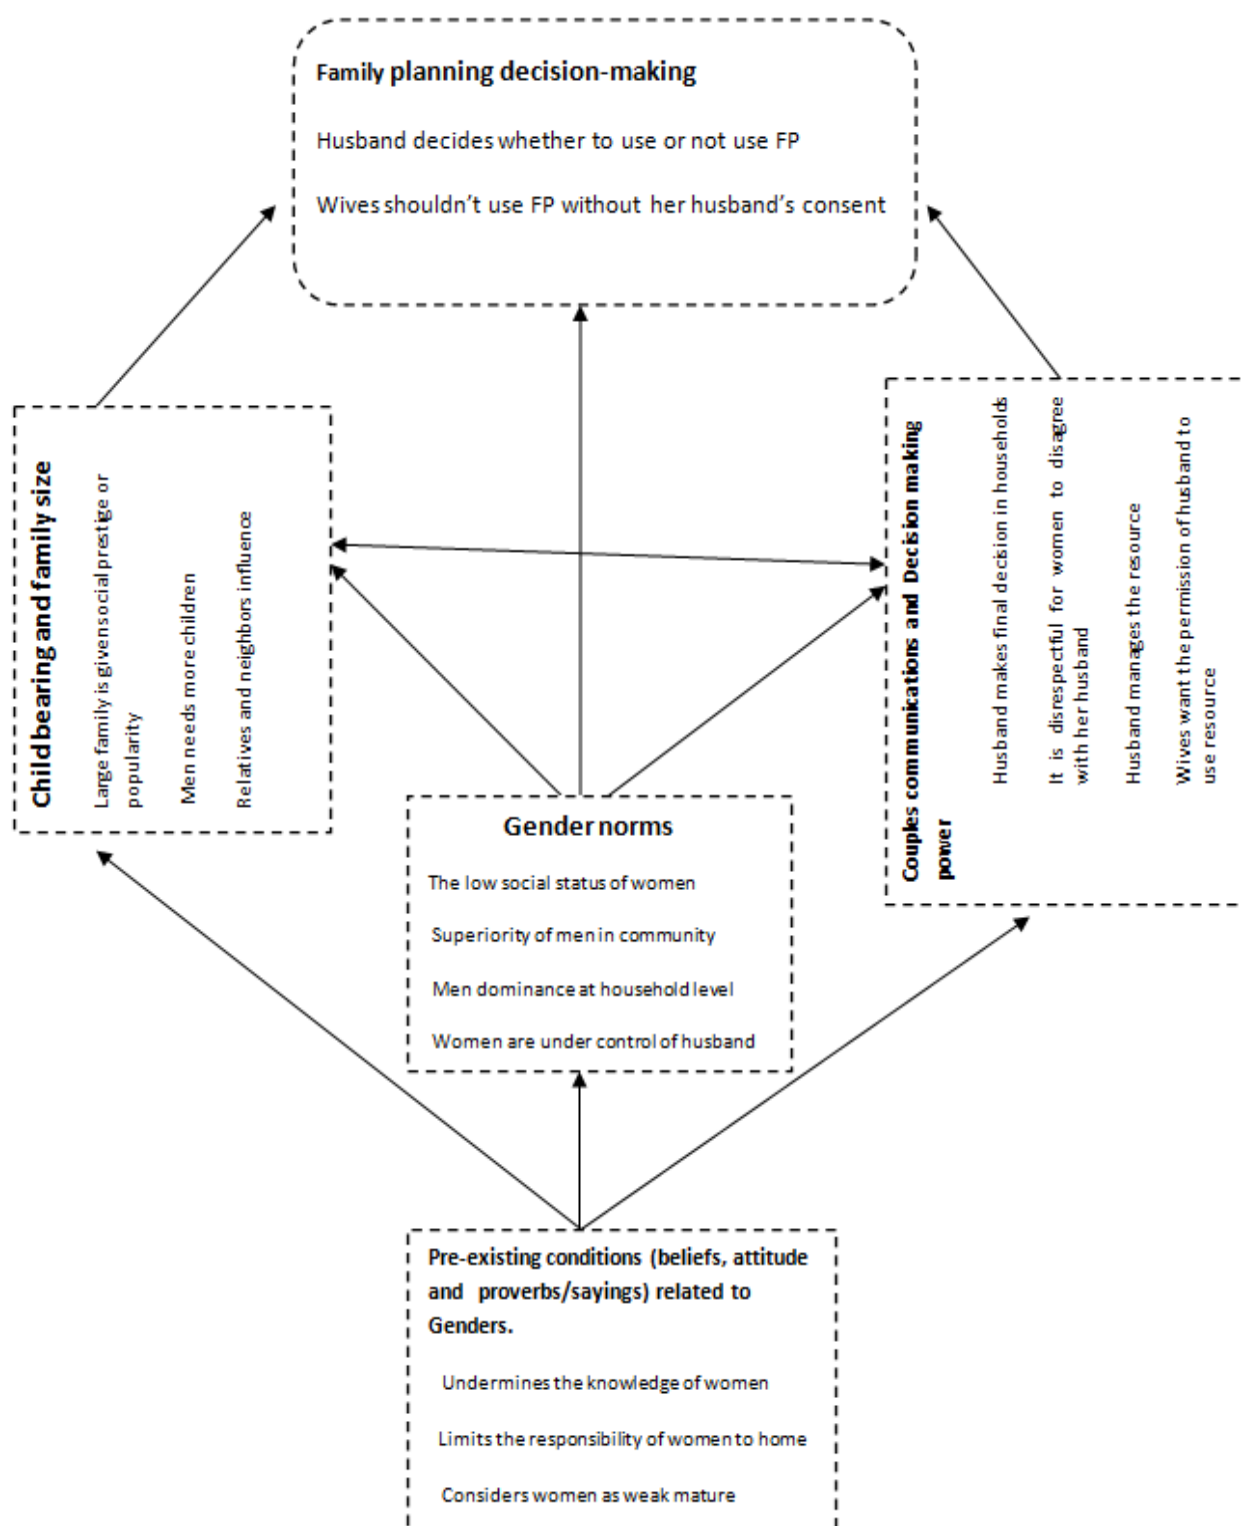 Family planning decision-making
Husband decides whether to use or not use FP
Wives shouldn't use FP without her husband's consent
Childbearing and family size
Large family is given social prestige or
popularity
Men needs more children
Relatives and neighbors influence
Couples communications and Decision making
power
Husband makes final decision in households
It is disrespectful for women to disagree
with her husband
Husband manages the resource
Wives want the permission of husband to
use resource
Gender norms
The low social status of women
Superiority of men in community
Men dominance at household level
Women are under control of husband
Pre-existing conditions (beliefs, attitude
and proverbs/sayings) related to
Genders.
Undermines the knowledge of women
Limits the responsibility of women to home
Considers women as weak mature